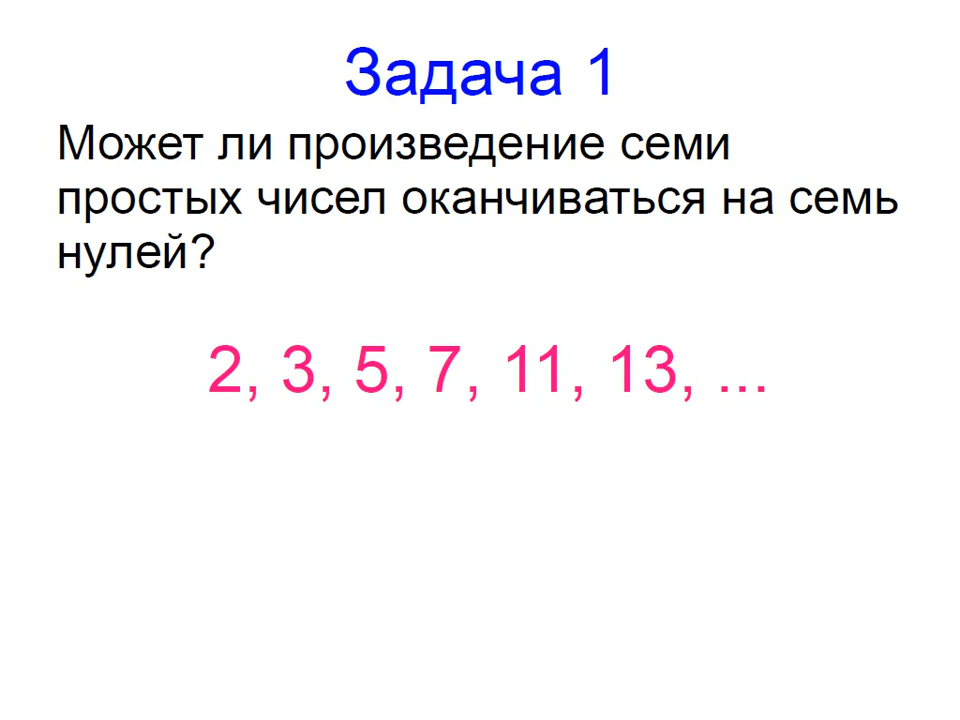 Задача 1
Может ли произведение семи
простых чисел оканчиваться на семь
нулей?
2, 3, 5, 7, 11, 13, ...